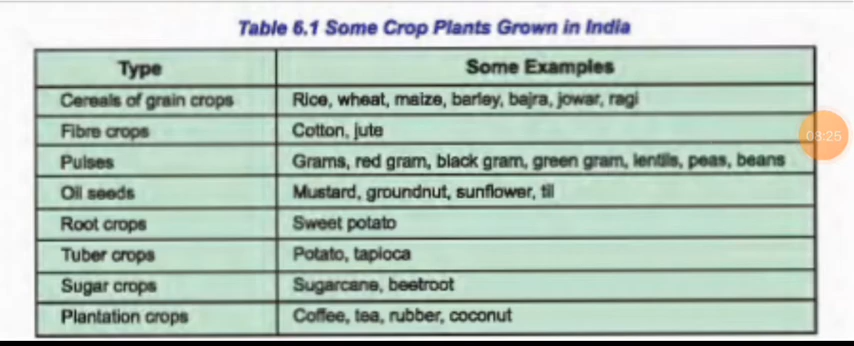 Table 6.1 Some Crop Plants Grown in India
Type Some Examples
Cereals of grain crops Rice, wheat, maize, barley, bajra, jowar, ragi
Fibre crops Cotton, jute
08:25
Pulses Grams, red gram, black gram, green gram, lentils, peas, beans
Oil seeds Mustard, groundnut, sunflower, til
Root crops Sweet potato
Tuber crops Potato, tapioca
Sugar crops Sugarcane, beetroot
Plantation crops Coffee, tea, rubber, coconut